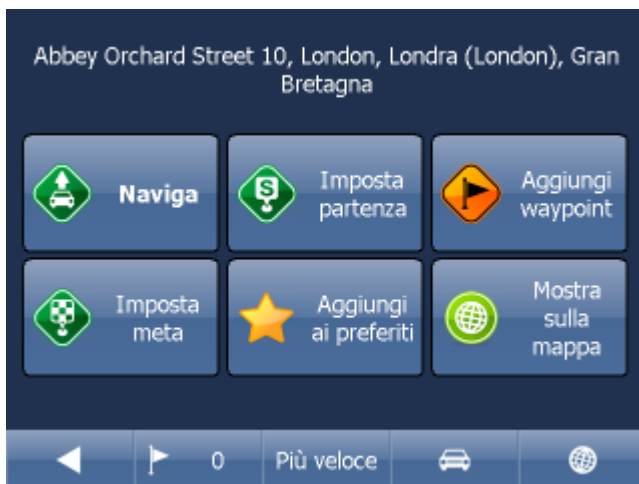 Abbey Orchard Street 10, London, Londra (London), Gran
Bretagna
Naviga
Imposta
partenza
Aggiungi
waypoint
Imposta
meta
Aggiungi
ai preferiti
Mostra
sulla
mappa
0
Più veloce